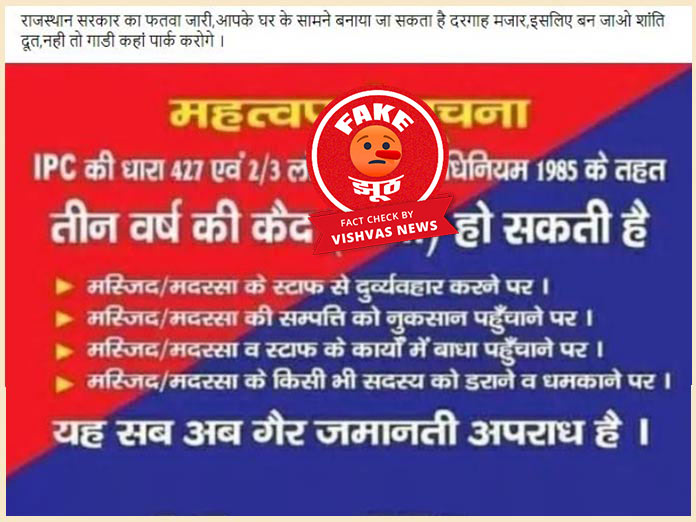 राजस्थान सरकार का फतवा जारी,आपके घर के सामने बनाया जा सकता है दरगाह मजार,इसलिए बन जाओ शांति
दूत,नही तो गाडी कहां पार्क करोगे ।
FAKE
झूठ
FACT CHECK BY
VISHVAS NEWS
IPC की धारा 427 एवं 2/3 1985 के तहत
तीन वर्ष की कैद हो सकती है
मस्जिद/मदरसा के स्टाफ से दुर्व्यवहार करने पर ।
मस्जिद/मदरसा की सम्पत्ति को नुकसान पहुँचाने पर ।
मस्जिद/मदरसा व स्टाफ के कार्यों में बाधा पहुँचाने पर ।
मस्जिद/मदरसा के किसी भी सदस्य को डराने व धमकाने पर ।
यह सब अब गैर जमानती अपराध है ।